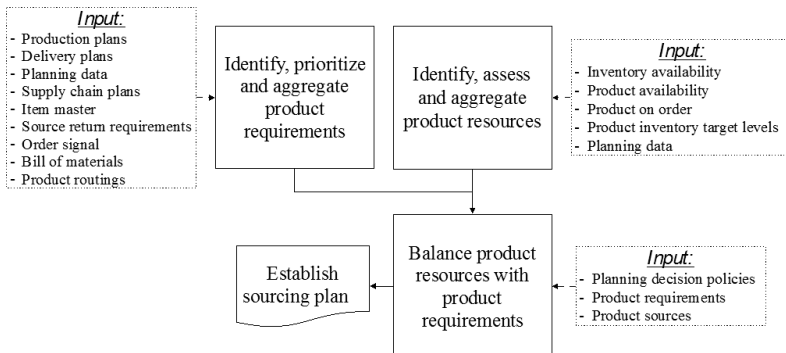 Input:
- Production plans
- Delivery plans
- Planning data
- Supply chain plans
- Item master
- Source return requirements
- Order signal
- Bill of materials
- Product routings
Identify, prioritize
and aggregate
product
requirements
Identify, assess
and aggregate
product resources
Input:
- Inventory availability
- Product availability
- Product on order
- Product inventory target levels
- Planning data
Establish
sourcing plan
Balance product
resources with
product
requirements
Input:
- Planning decision policies
- Product requirements
- Product sources